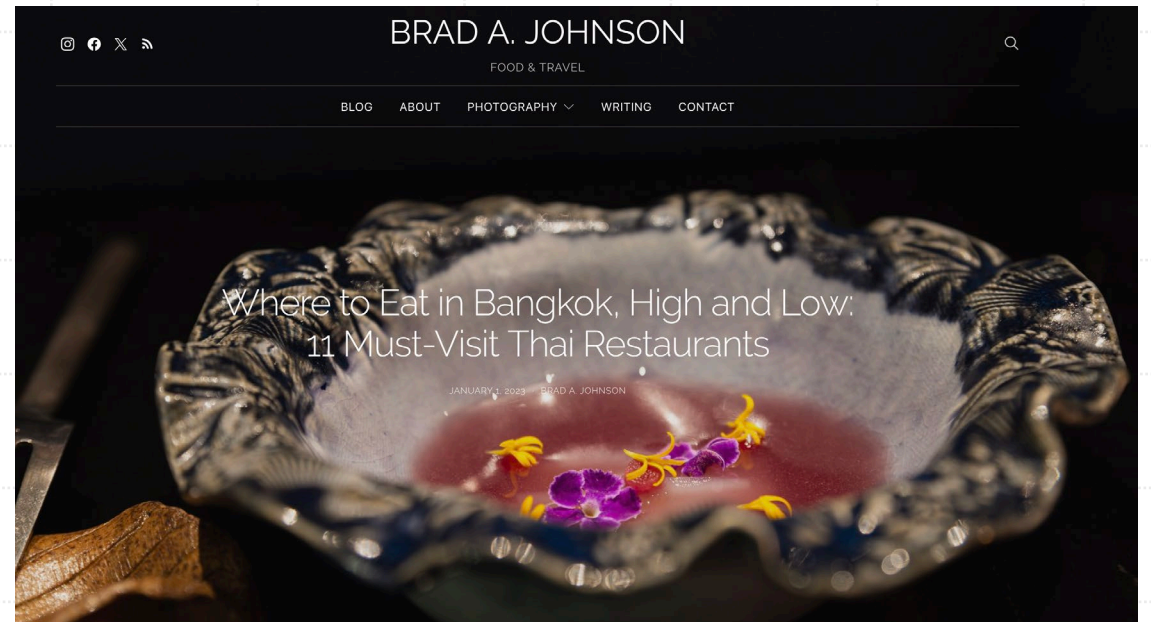 BRAD A. JOHNSON
FOOD & TRAVEL
BLOG ABOUT PHOTOGRAPHY WRITING CONTACT
Where to Eat in Bangkok, High and Low:
11 Must-Visit Thai Restaurants
JANUARY 1, 2023 BRAD A. JOHNSON